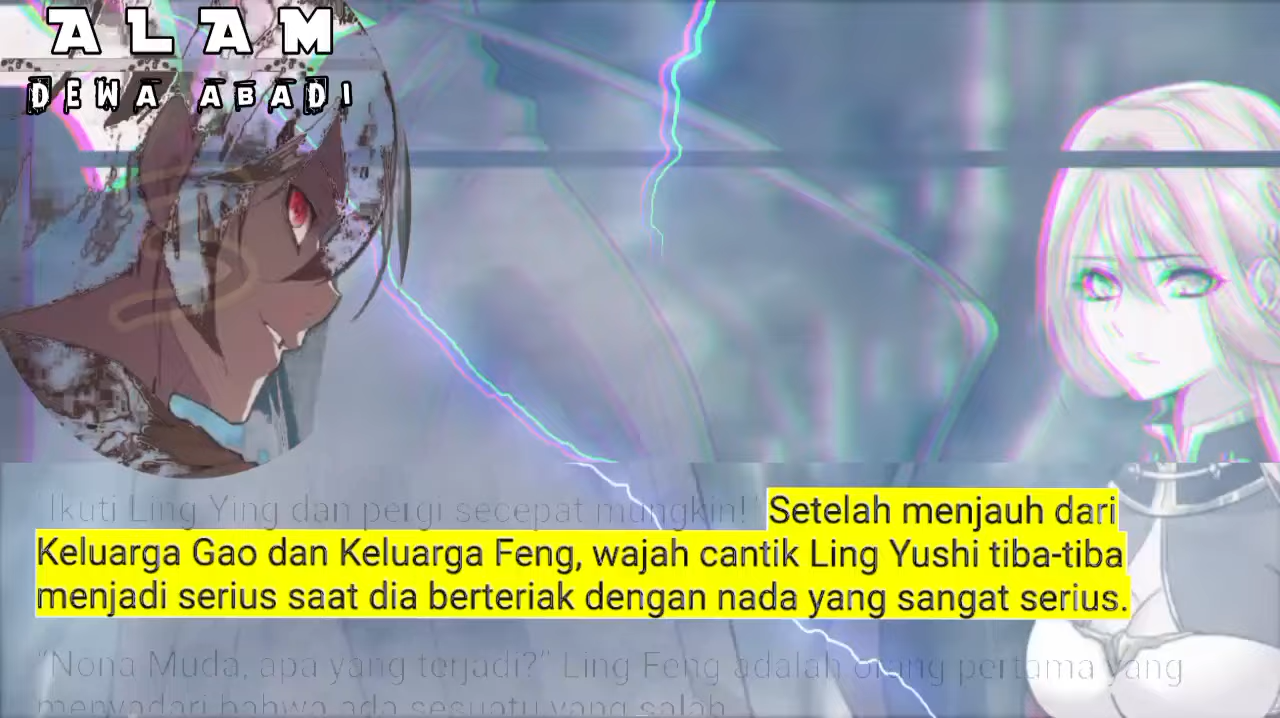 ALAM
DEWA ABADI
"Ikuti Ling Ying dan pergi secepat mungkin!" Setelah menjauh dari
Keluarga Gao dan Keluarga Feng, wajah cantik Ling Yushi tiba-tiba
menjadi serius saat dia berteriak dengan nada yang sangat serius.
"Nona Muda, apa yang terjadi?" Ling Feng adalah orang pertama yang
menyadari bahwa ada sesuatu yang salah.